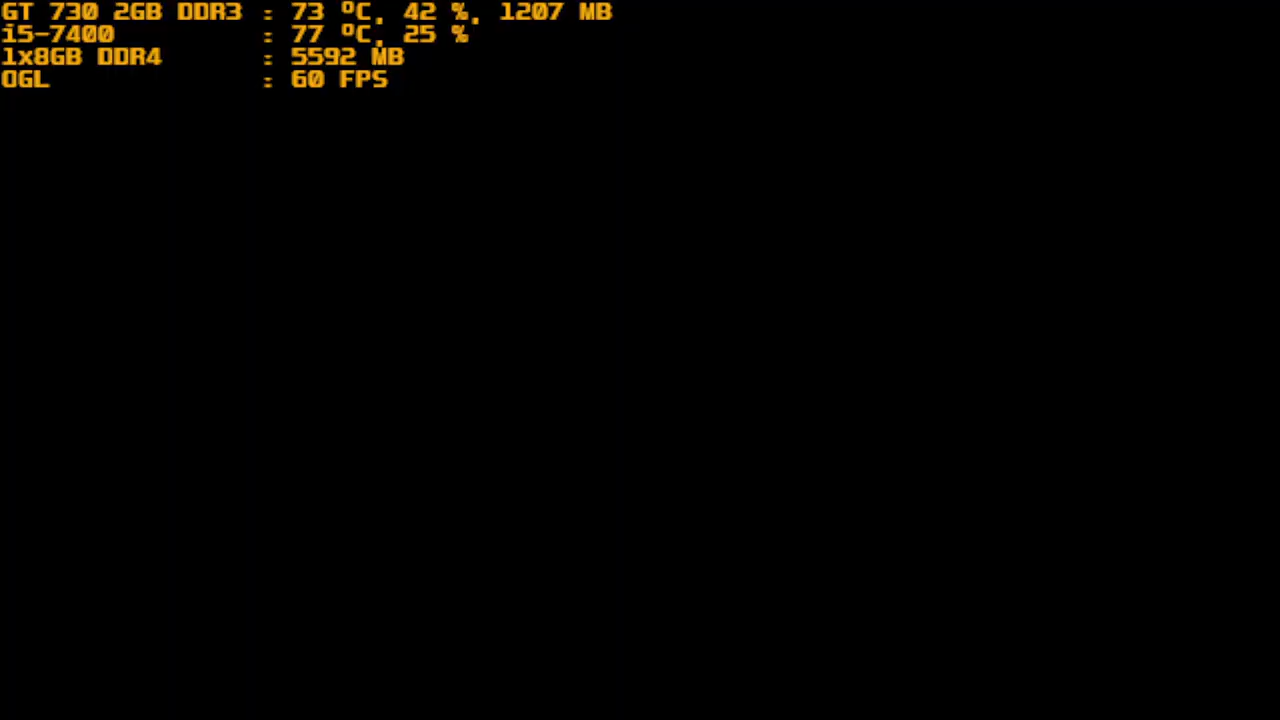 GT 730 2GB DDR3 : 73 ºC, 42 %, 1207 MB
i5-7400 : 77 ºC, 25 %
1x8GB DDR4 : 5592 MB
OGL : 60 FPS